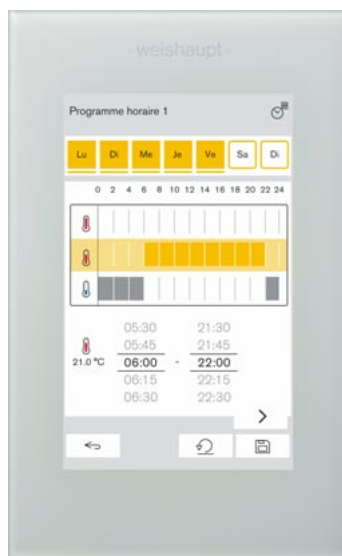 -weishaupt-
Programme horaire 1
Lu Di Me Je Ve Sa Di
0 2 4 6 8 10 12 14 16 18 20 22 24
05:30 21:30
05:45 21:45
21.0 °C 06:00 - 22:00
06:15 22:15
06:30 22:30